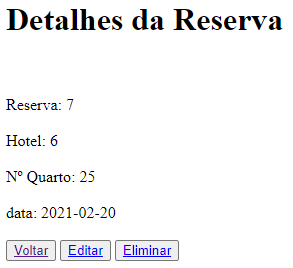 Detalhes da Reserva
Reserva: 7
Hotel: 6
Nº Quarto: 25
data: 2021-02-20
Voltar Editar Eliminar